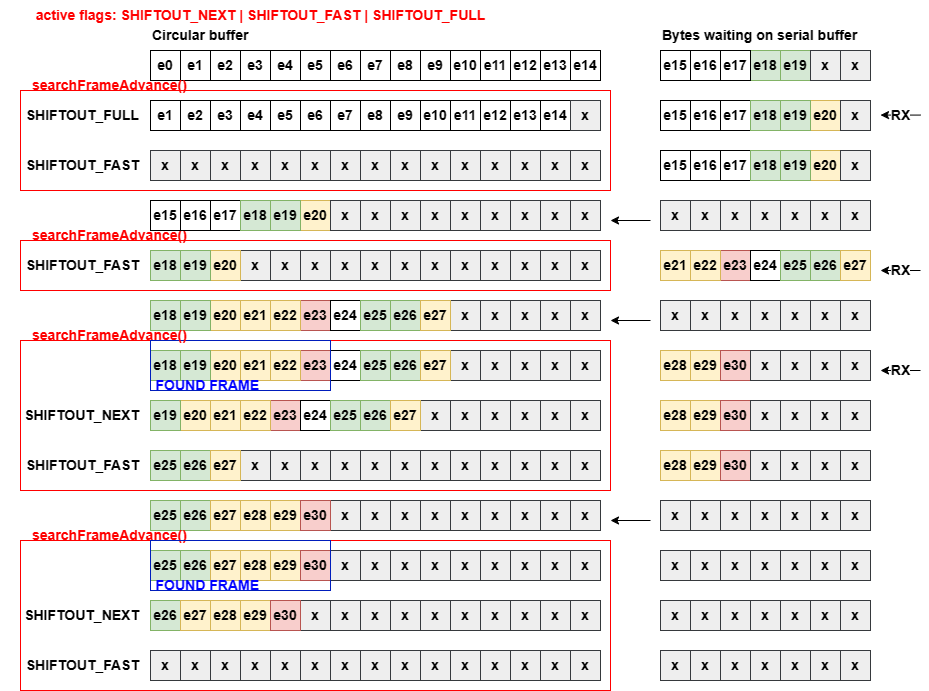 active flags: SHIFTOUT_NEXT | SHIFTOUT_FAST | SHIFTOUT_FULL
Circular buffer Bytes waiting on serial buffer
e0 e1 e2 e3 e4 e5 e6 e7 e8 e9 e10 e11 e12 e13 e14 e15 e16 e17 e18 e19 x x
searchFrameAdvance()
SHIFTOUT_FULL e1 e2 e3 e4 e5 e6 e7 e8 e9 e10 e11 e12 e13 e14 x e15 e16 e17 e18 e19 e20 x RX
SHIFTOUT_FAST x x x x x x x x x x x x x x x e15 e16 e17 e18 e19 e20 x
e15 e16 e17 e18 e19 e20 x x x x x x x x x x x x x x x x
searchFrameAdvance()
SHIFTOUT_FAST e18 e19 e20 x x x x x x x x x x x x e21 e22 e23 e24 e25 e26 e27 RX
e18 e19 e20 e21 e22 e23 e24 e25 e26 e27 x x x x x x x x x x x x
searchFrameAdvance()
e18 e19 e20 e21 e22 e23 e24 e25 e26 e27 x x x x x e28 e29 e30 x x x x RX
FOUND FRAME
SHIFTOUT_NEXT e19 e20 e21 e22 e23 e24 e25 e26 e27 x x x x x x e28 e29 e30 x x x x
SHIFTOUT_FAST e25 e26 e27 x x x x x x x x x x x x e28 e29 e30 x x x x
e25 e26 e27 e28 e29 e30 x x x x x x x x x x x x x x x x
searchFrameAdvance()
e25 e26 e27 e28 e29 e30 x x x x x x x x x x x x x x x x
FOUND FRAME
SHIFTOUT_NEXT e26 e27 e28 e29 e30 x x x x x x x x x x x x x x x x x
SHIFTOUT_FAST x x x x x x x x x x x x x x x x x x x x x x